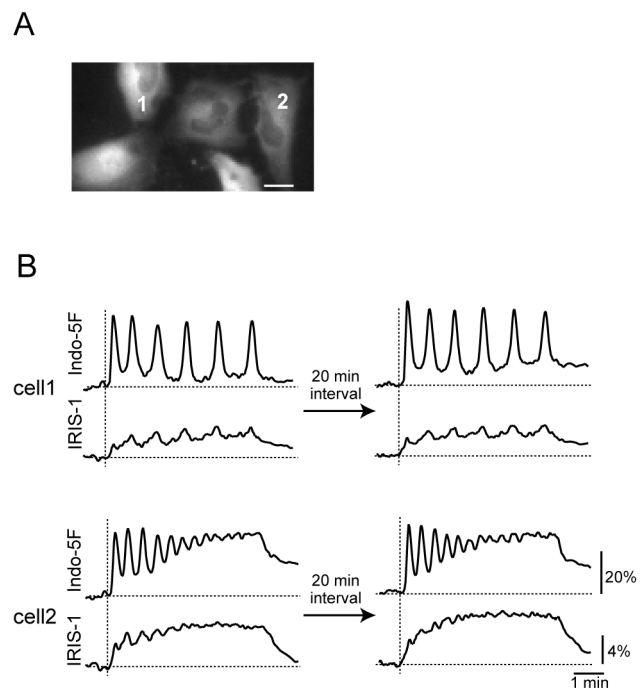 A
1
2
B
cell1
Indo-5F
IRIS-1
20 min
interval
cell2
Indo-5F
IRIS-1
20 min
interval
20%
4%
1 min